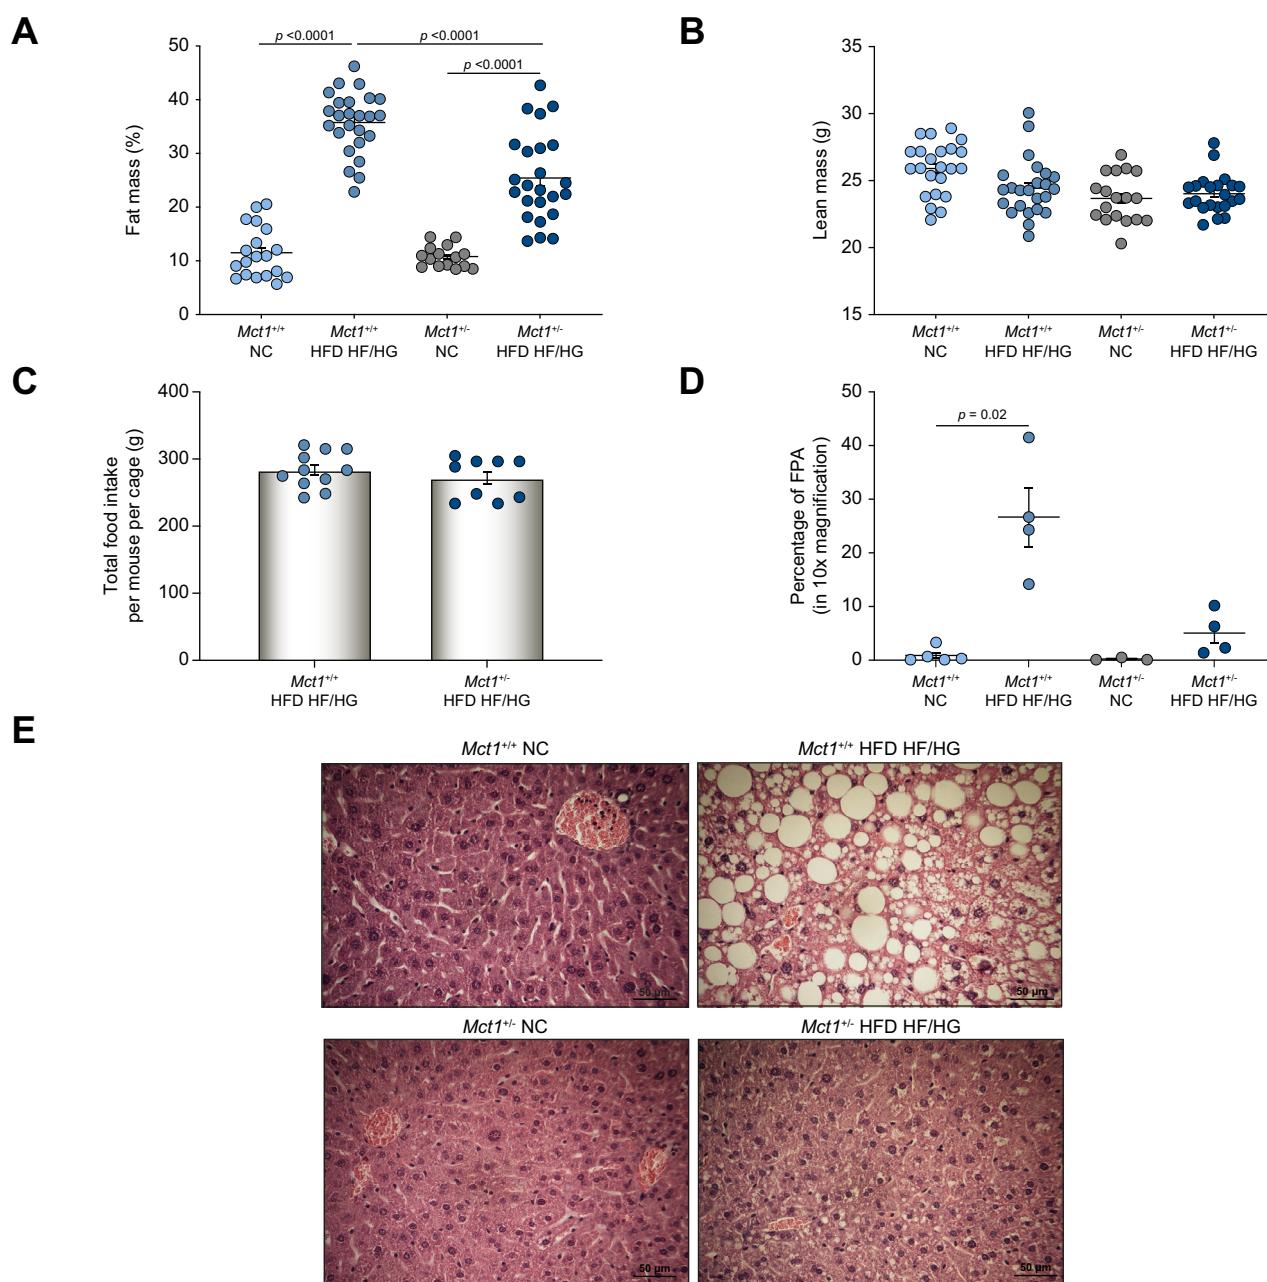 A
Fat mass (%)
50
40
30
20
10
0
p <0.0001
p <0.0001
p <0.0001
Mct1+/+
NC
Mct1+/+
HFD HF/HG
Mct1+/-
NC
Mct1+/-
HFD HF/HG
B
Lean mass (g)
35
30
25
20
15
Mct1+/+
NC
Mct1+/+
HFD HF/HG
Mct1+/-
NC
Mct1+/-
HFD HF/HG
C
Total food intake
per mouse per cage (g)
400
300
200
100
0
Mct1+/+
HFD HF/HG
Mct1+/-
HFD HF/HG
D
Percentage of FPA
(in 10x magnification)
50
40
30
20
10
0
p = 0.02
Mct1+/+
NC
Mct1+/+
HFD HF/HG
Mct1+/-
NC
Mct1+/-
HFD HF/HG
E
Mct1+/+ NC
50 µm
Mct1+/+ HFD HF/HG
50 µm
Mct1+/- NC
50 µm
Mct1+/- HFD HF/HG
50 µm